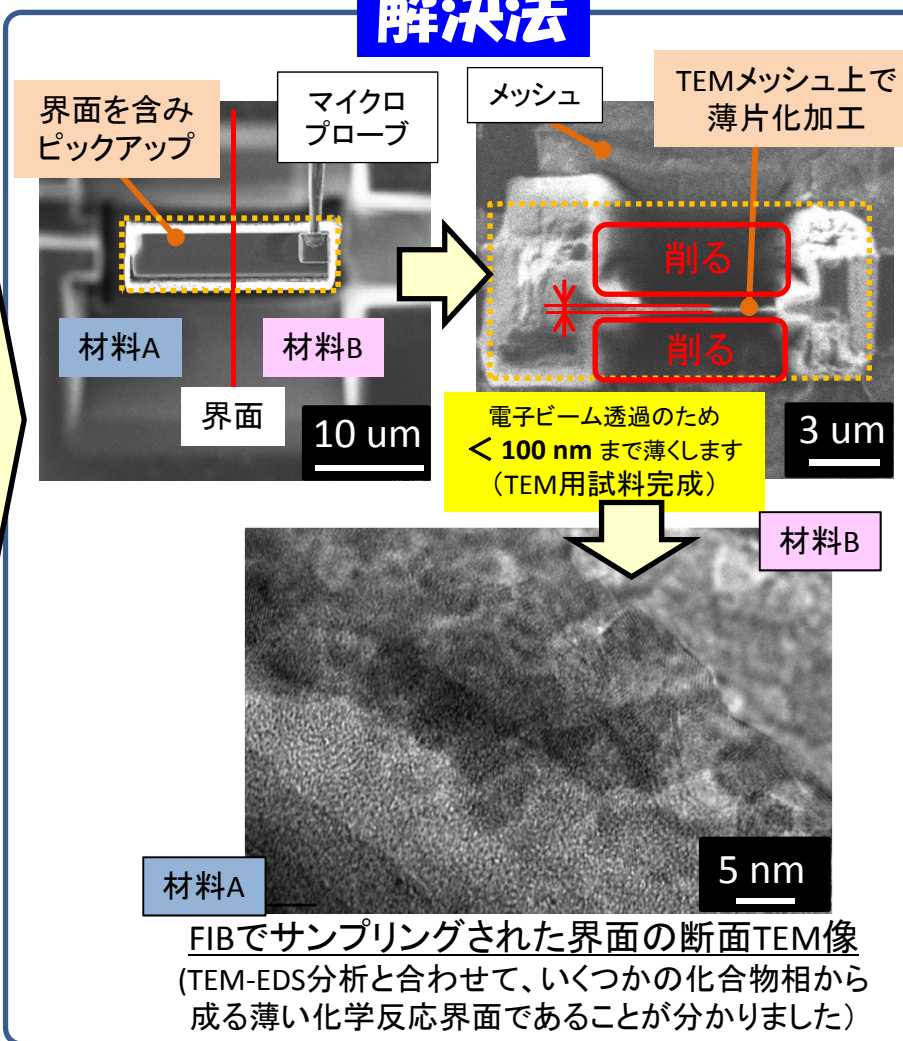 解決法
界面を含み
ピックアップ
マイクロ
プローブ
メッシュ
TEMメッシュ上で
薄片化加工
削る
削る
材料A
材料B
界面
10 um
3 um
電子ビーム透過のため
< 100 nm まで薄くします
(TEM用試料完成)
材料B
材料A
5 nm
FIBでサンプリングされた界面の断面TEM像
(TEM-EDS分析と合わせて、いくつかの化合物相から
成る薄い化学反応界面であることが分かりました)